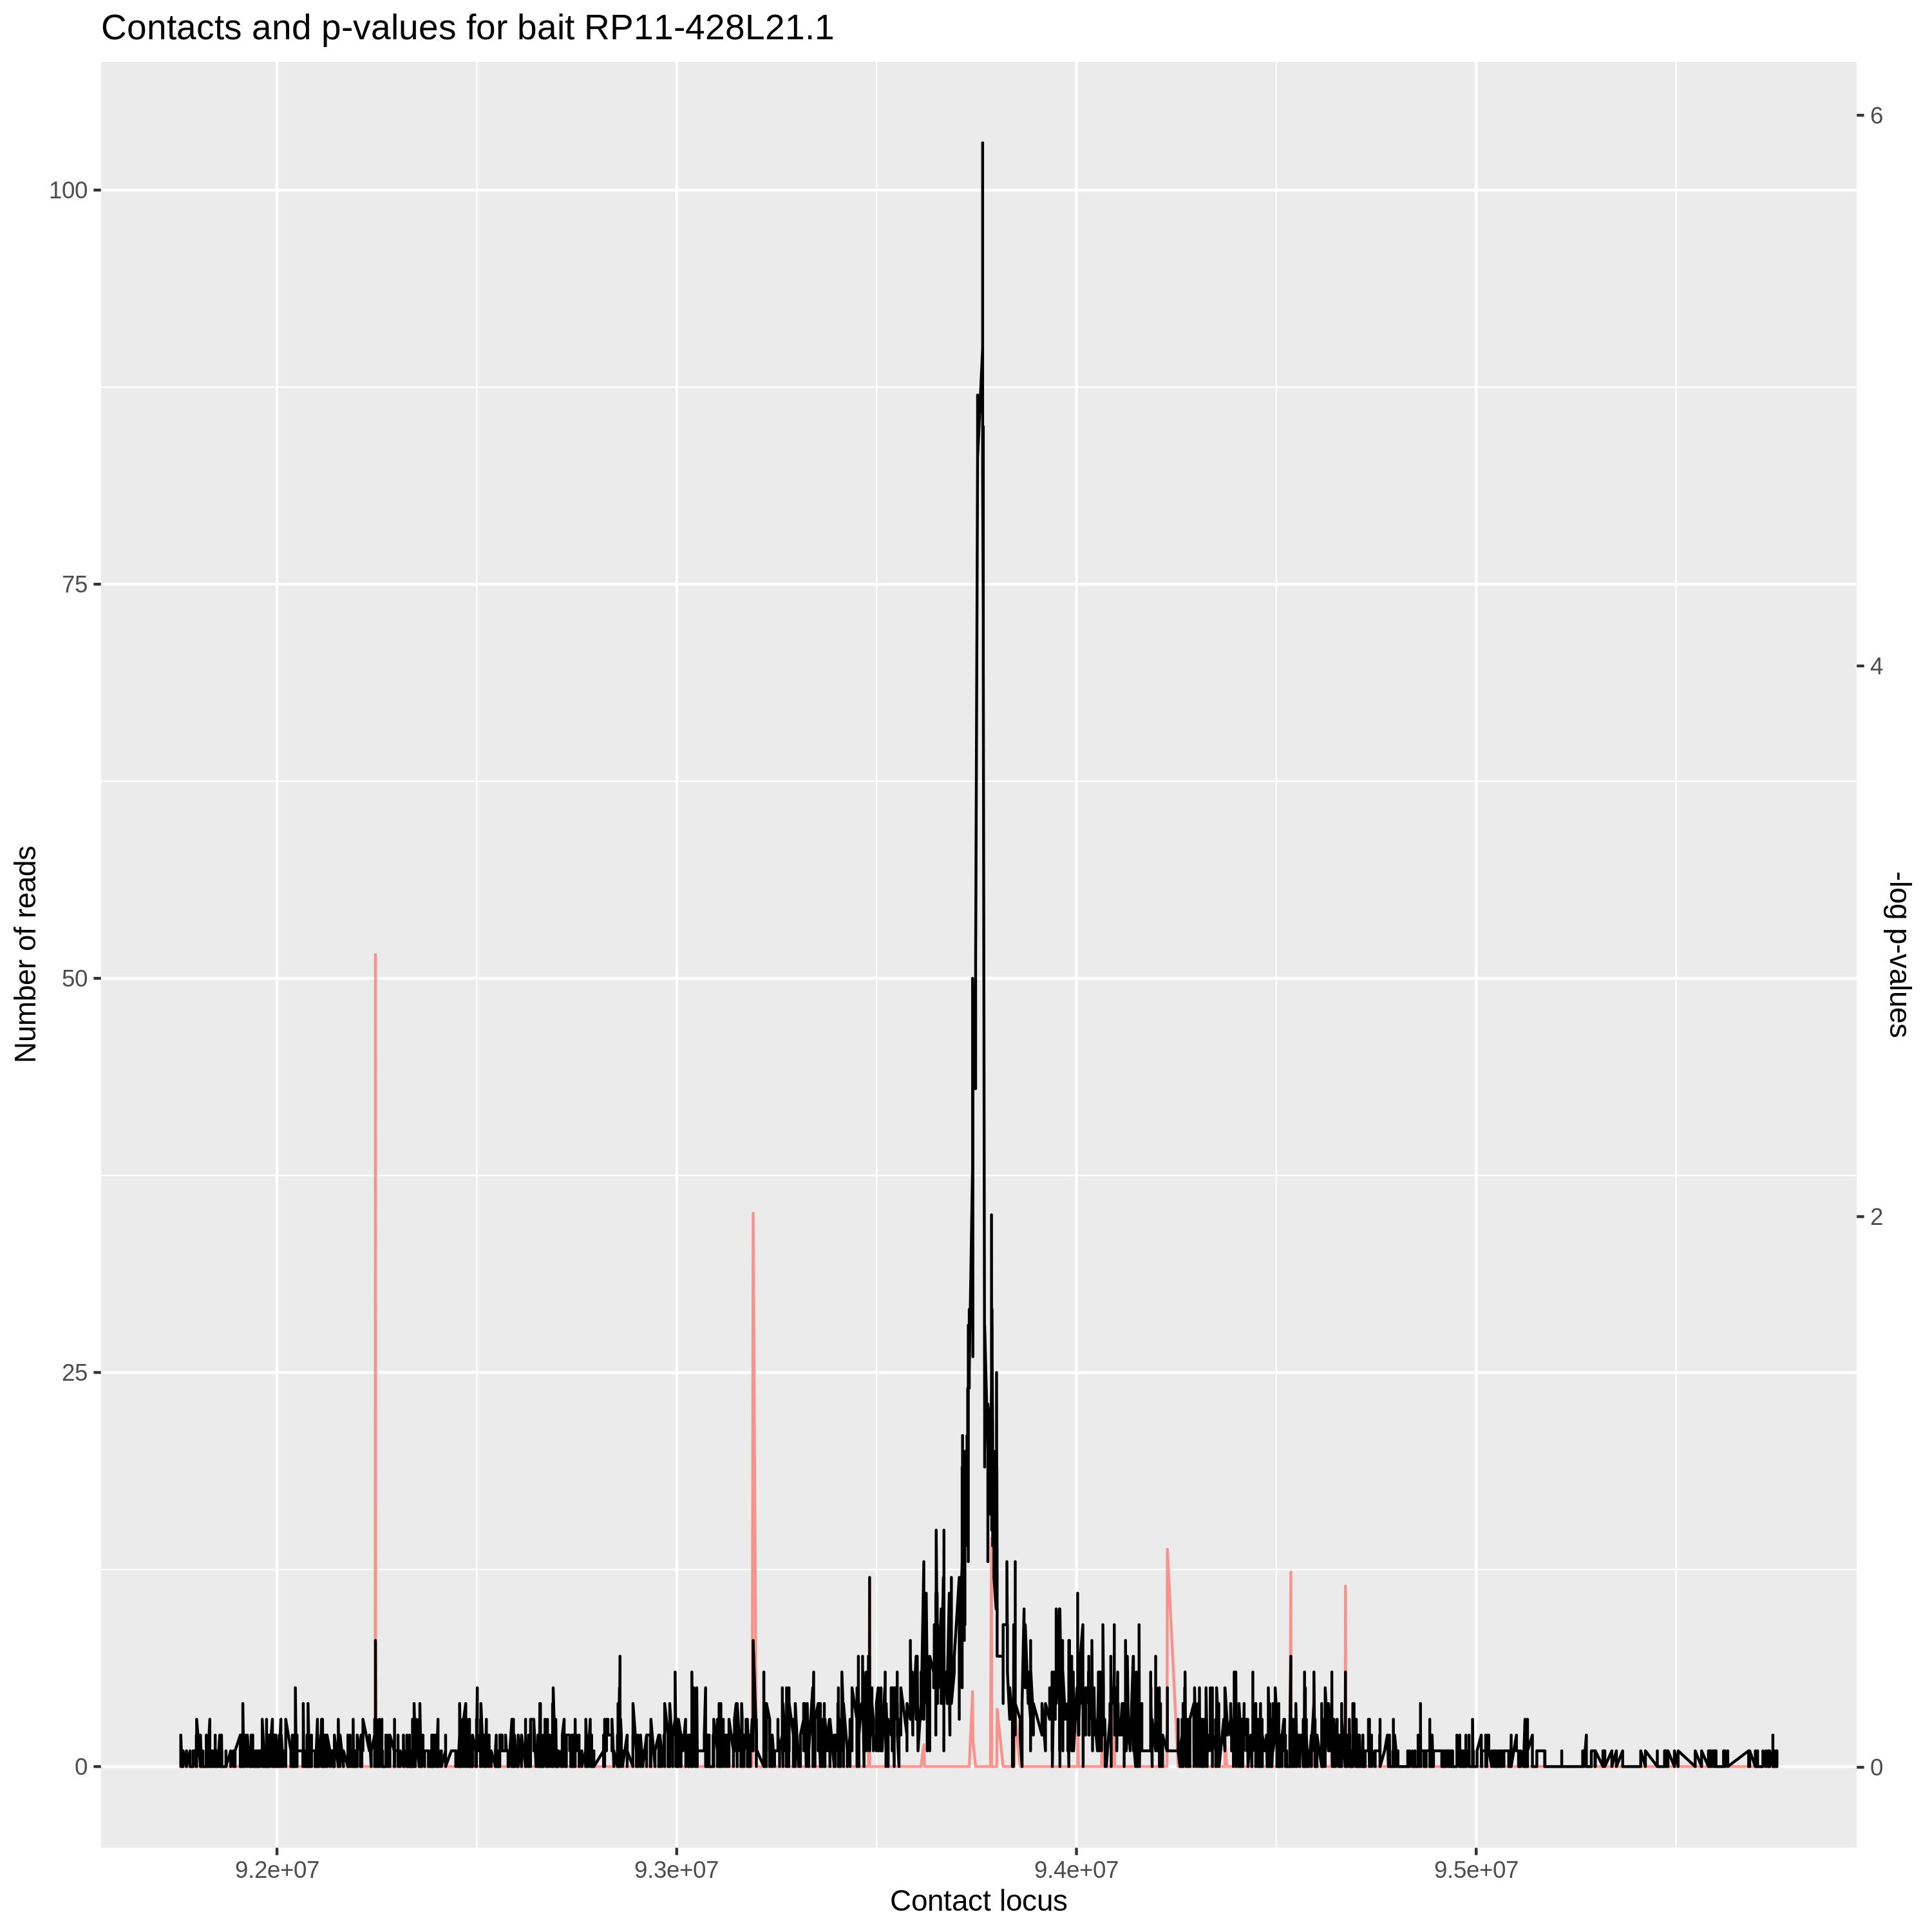 Contacts and p-values for bait RP11-428L21.1
100
75
50
25
0
Number of reads
6
4
2
0
-log p-values
9.2e+07
9.3e+07
9.4e+07
9.5e+07
Contact locus